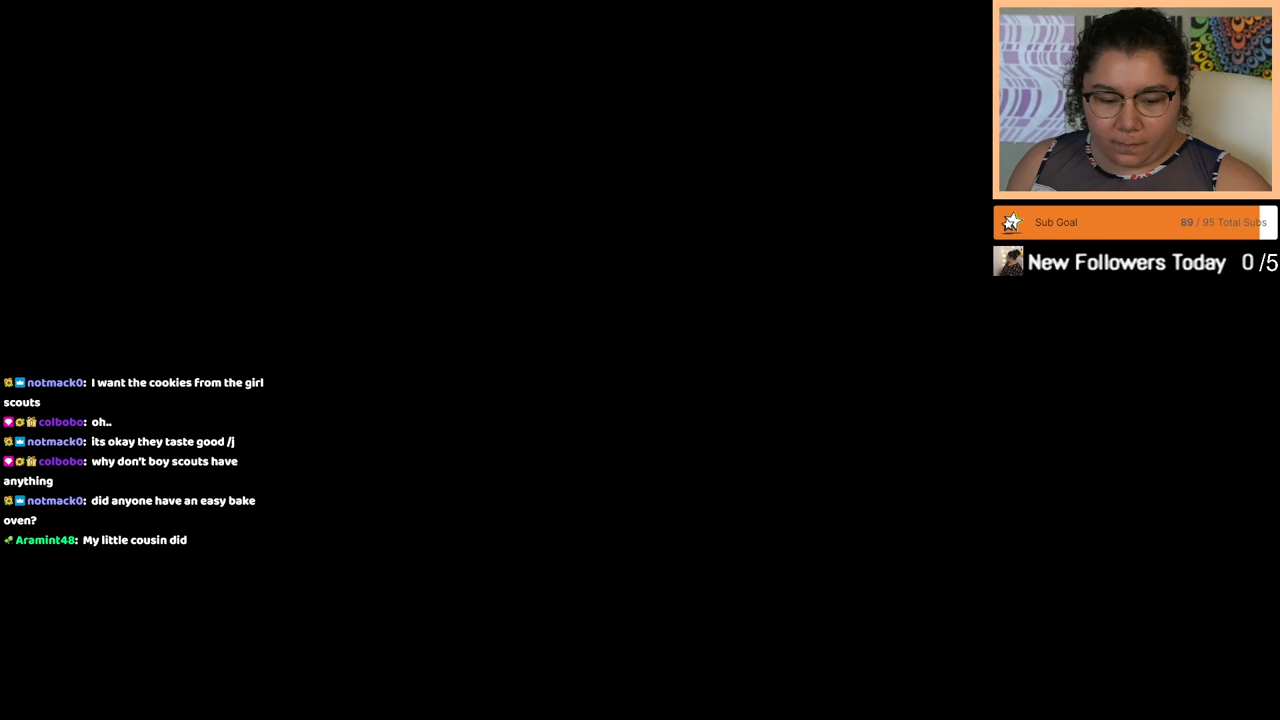 Sub Goal 89 / 95 Total Subs
New Followers Today 0 /5
notmack0: I want the cookies from the girl
scouts
colbobo: oh..
notmack0: its okay they taste good /j
colbobo: why don't boy scouts have
anything
notmack0: did anyone have an easy bake
oven?
Aramint48: My little cousin did